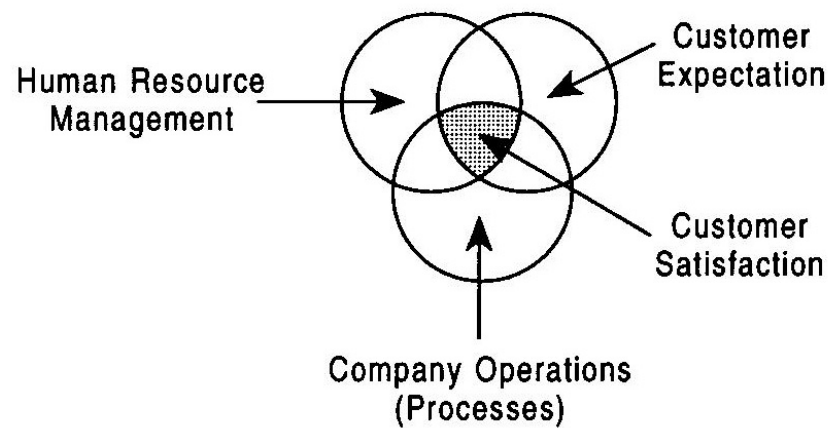 Human Resource
Management
Customer
Expectation
Customer
Satisfaction
Company Operations
(Processes)